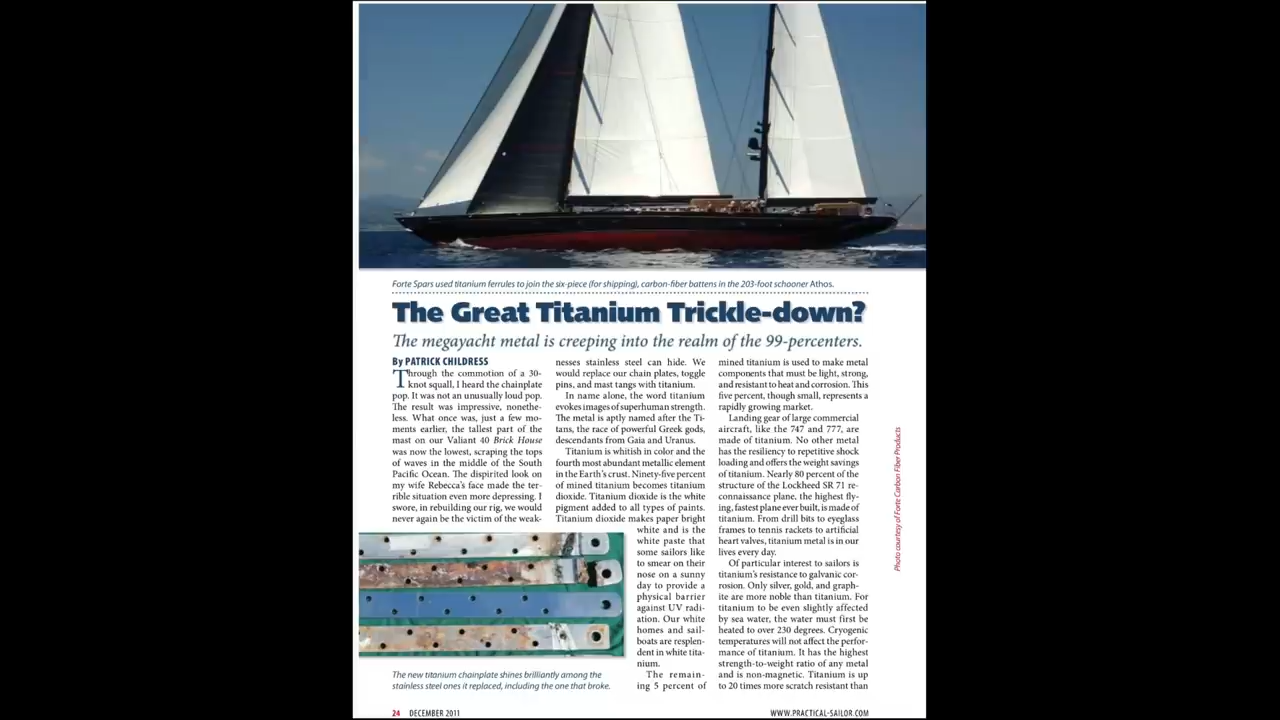 Forte Spars used titanium ferrules to join the six-piece (for shipping), carbon-fiber battens in the 203-foot schooner Athos.
The Great Titanium Trickle-down?
The megayacht metal is creeping into the realm of the 99-percenters.
By PATRICK CHILDRESS
Through the commotion of a 30-
knot squall, I heard the chainplate
pop. It was not an unusually loud pop.
The result was impressive, nonethe-
less. What once was, just a few mo-
ments earlier, the tallest part of the
mast on our Valiant 40 Brick House
was now the lowest, scraping the tops
of waves in the middle of the South
Pacific Ocean. The dispirited look on
my wife Rebecca's face made the ter-
rible situation even more depressing. I
swore, in rebuilding our rig, we would
never again be the victim of the weak-
nesses stainless steel can hide. We
would replace our chain plates, toggle
pins, and mast tangs with titanium.
In name alone, the word titanium
evokes images of superhuman strength.
The metal is aptly named after the Ti-
tans, the race of powerful Greek gods,
descendants from Gaia and Uranus.
Titanium is whitish in color and the
fourth most abundant metallic element
in the Earth's crust. Ninety-five percent
of mined titanium becomes titanium
dioxide. Titanium dioxide is the white
pigment added to all types of paints.
Titanium dioxide makes paper bright
white and is the
white paste that
some sailors like
to smear on their
nose on a sunny
day to provide a
physical barrier
against UV radi-
ation. Our white
homes and sail-
boats are resplen-
dent in white tita-
nium.
The remain-
ing 5 percent of
mined titanium is used to make metal
components that must be light, strong,
and resistant to heat and corrosion. This
five percent, though small, represents a
rapidly growing market.
Landing gear of large commercial
aircraft, like the 747 and 777, are
made of titanium. No other metal
has the resiliency to repetitive shock
loading and offers the weight savings
of titanium. Nearly 80 percent of the
structure of the Lockheed SR 71 re-
connaissance plane, the highest fly-
ing, fastest plane ever built, is made of
titanium. From drill bits to eyeglass
frames to tennis rackets to artificial
heart valves, titanium metal is in our
lives every day.
Of particular interest to sailors is
titanium's resistance to galvanic cor-
rosion. Only silver, gold, and graph-
ite are more noble than titanium. For
titanium to be even slightly affected
by sea water, the water must first be
heated to over 230 degrees. Cryogenic
temperatures will not affect the perfor-
mance of titanium. It has the highest
strength-to-weight ratio of any metal
and is non-magnetic. Titanium is up
to 20 times more scratch resistant than
Photo courtesy of Forte Carbon Fiber Products
The new titanium chainplate shines brilliantly among the
stainless steel ones it replaced, including the one that broke.
24 DECEMBER 2011
WWW.PRACTICAL-SAILOR.COM